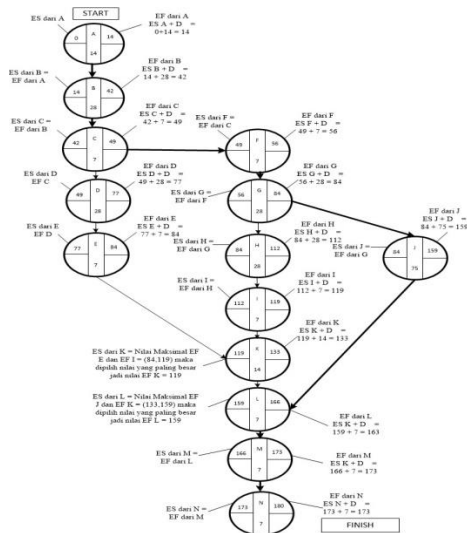 START
ES dari A
0
A
14
14
EF dari A
ES A + D =
0+14 = 14
ES dari B =
EF dari A
14
B
42
28
EF dari B
ES B + D =
14 + 28 = 42
ES dari C =
EF dari B
42
C
49
7
EF dari C
ES C + D =
42 + 7 = 49
ES dari F =
EF dari C
49
F
56
7
EF dari F
ES F + D =
49 + 7 = 56
ES dari D
EF C
49
D
77
28
EF dari D
ES D + D =
49 + 28 = 77
ES dari G =
EF dari F
56
G
84
28
EF dari G
ES G + D =
56 + 28 = 84
ES dari E
EF D
77
E
84
7
EF dari E
ES E + D =
77 + 7 = 84
ES dari H =
EF dari G
84
H
112
28
EF dari H
ES H + D =
84 + 28 = 112
ES dari J =
EF dari G
84
J
159
75
EF dari J
ES J + D =
84 + 75 = 159
ES dari I =
EF dari H
112
I
119
7
EF dari I
ES I + D =
112 + 7 = 119
ES dari K = Nilai Maksimal EF
E dan EF I = (84,119) maka
dipilih nilai yang paling besar
jadi nilai EF K = 119
119
K
133
14
EF dari K
ES K + D =
119 + 14 = 133
ES dari L = Nilai Maksimal EF
J dan EF K = (133,159) maka
dipilih nilai yang paling besar
jadi nilai EF L = 159
159
L
166
7
EF dari L
ES K + D =
159 + 7 = 163
ES dari M =
EF dari L
166
M
173
7
EF dari M
ES K + D =
166 + 7 = 173
ES dari N =
EF dari M
173
N
180
7
EF dari N
ES N + D =
173 + 7 = 173
FINISH